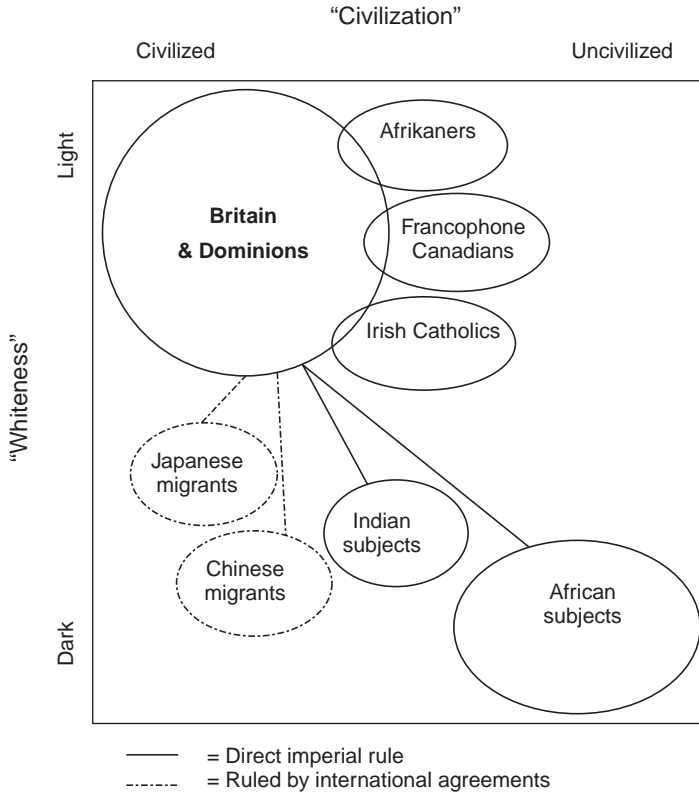 “Civilization”
Civilized Uncivilized
Light
Afrikaners
Britain
& Dominions
Francophone
Canadians
Irish Catholics
“Whiteness”
Japanese
migrants
Indian
subjects
Chinese
migrants
African
subjects
Dark
= Direct imperial rule
= Ruled by international agreements